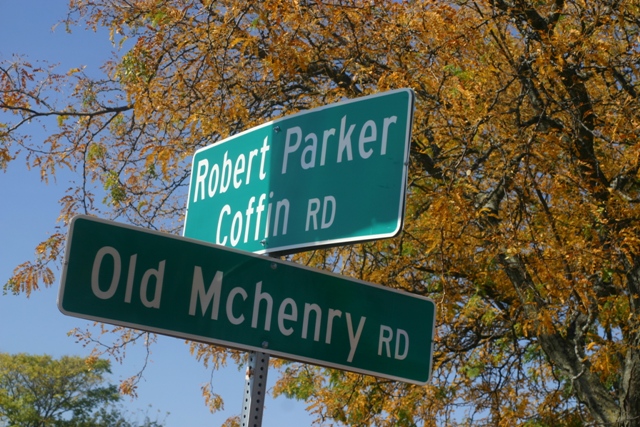 Robert Parker
Coffin RD
Old Mchenry RD